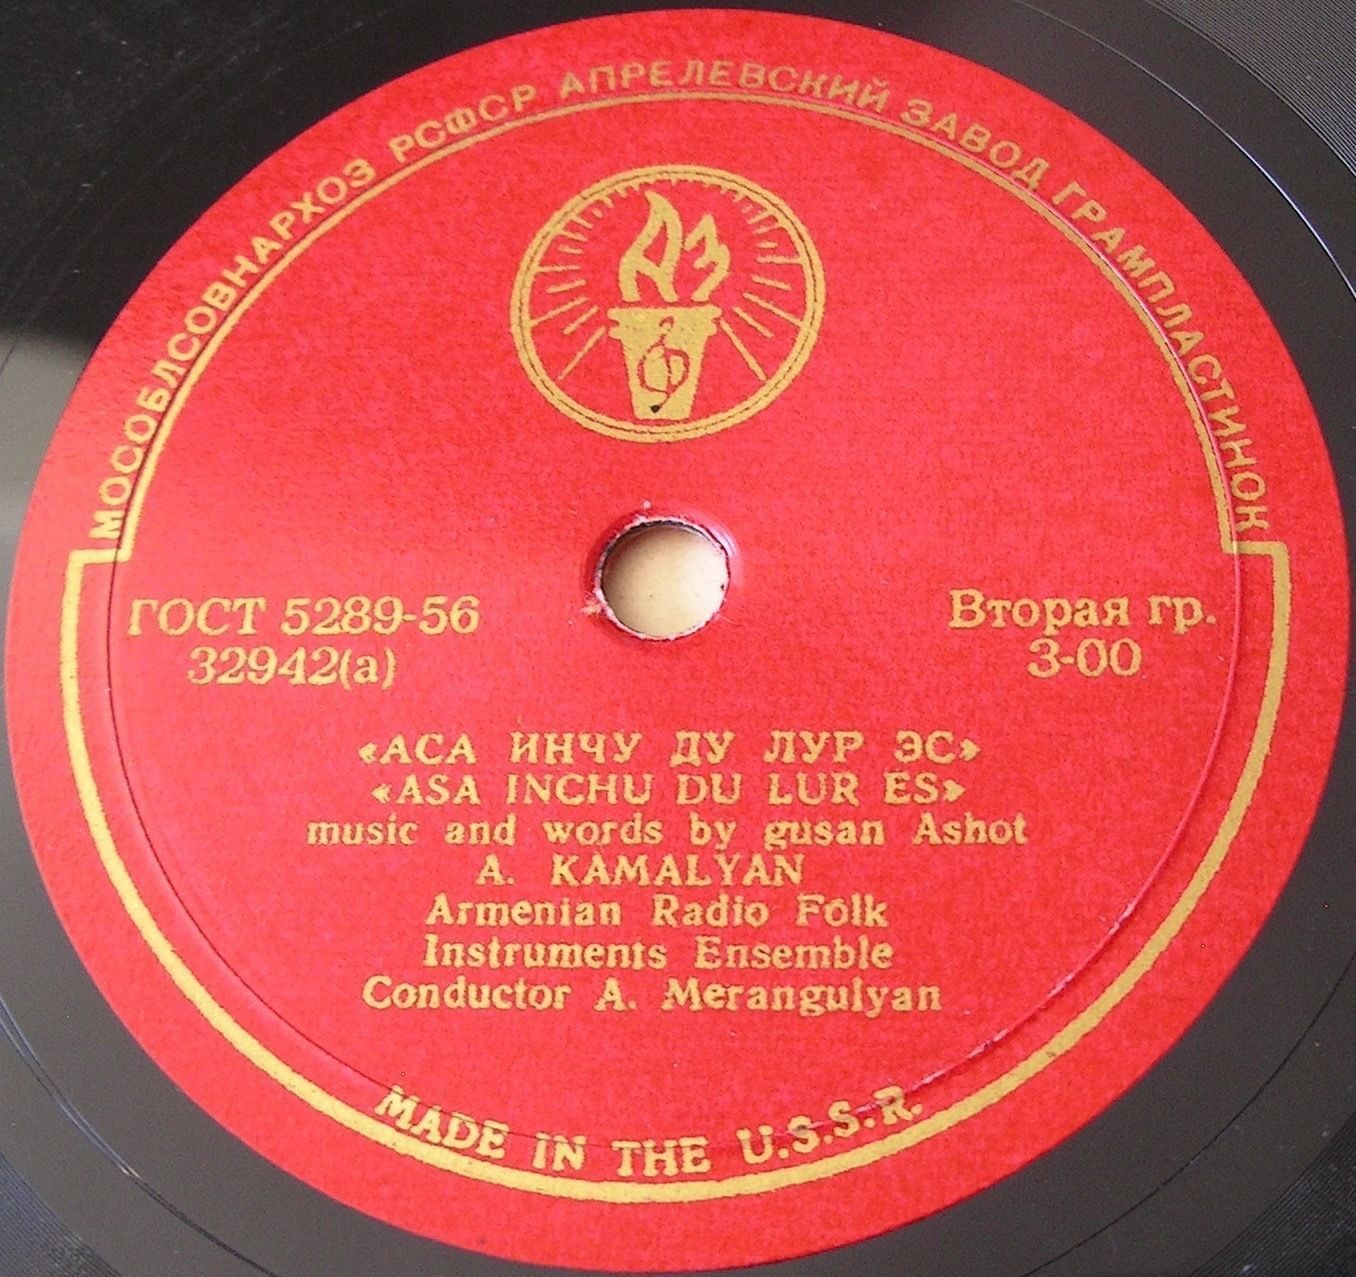 МОСОБЛСОВНАРХОЗ РСФСР АПРЕЛЕВСКИЙ ЗАВОД ГРАМПЛАСТИНОК
АЗ
ГОСТ 5289-56
32942(а)
Вторая гр.
3-00
«АСА ИНЧУ ДУ ЛУР ЭС»
«ASA INCHU DU LUR ES»
music and words by gusan Ashot
A. KAMALYAN
Armenian Radio Folk
Instruments Ensemble
Conductor A. Merangulyan
MADE IN THE U.S.S.R.